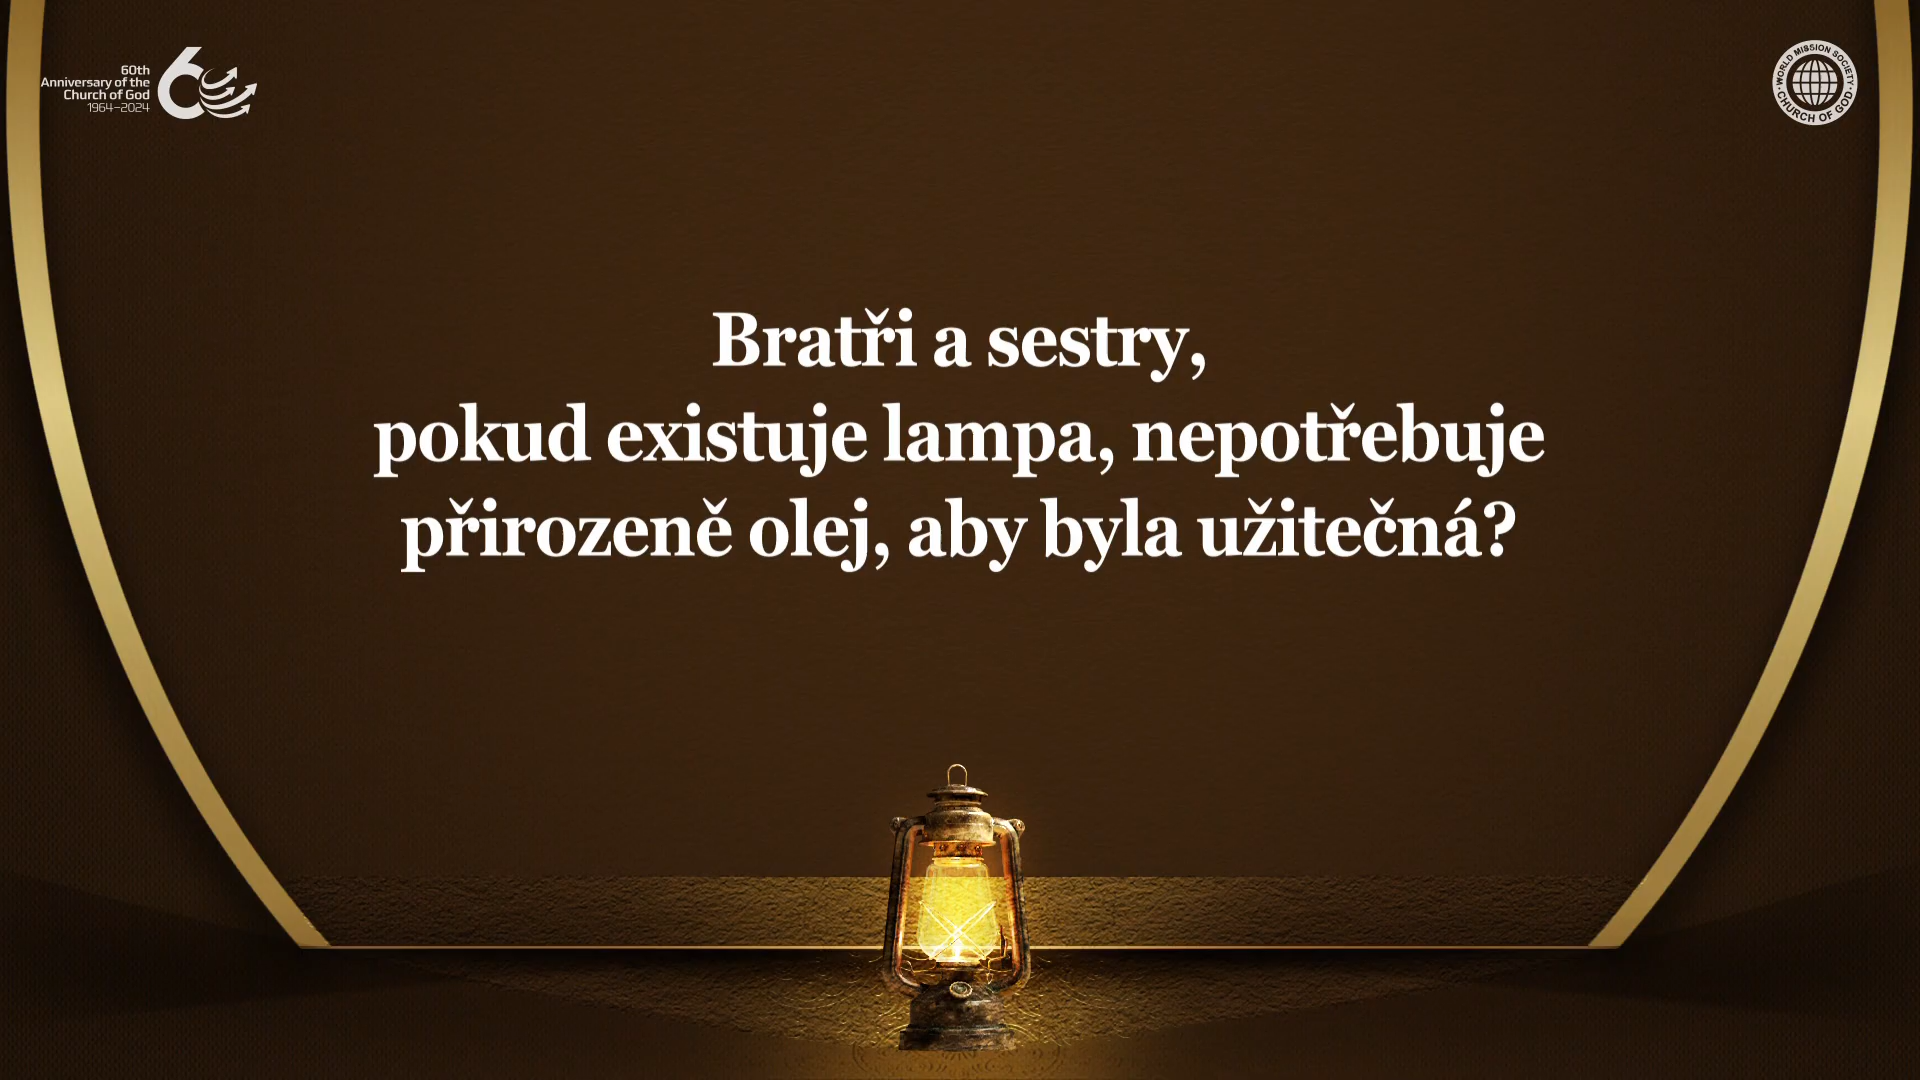 60th
Anniversary of the
Church of God
1964–2024
WORLD MISSION SOCIETY
CHURCH OF GOD
Bratři a sestry,
pokud existuje lampa, nepotřebuje
přirozeně olej, aby byla užitečná?